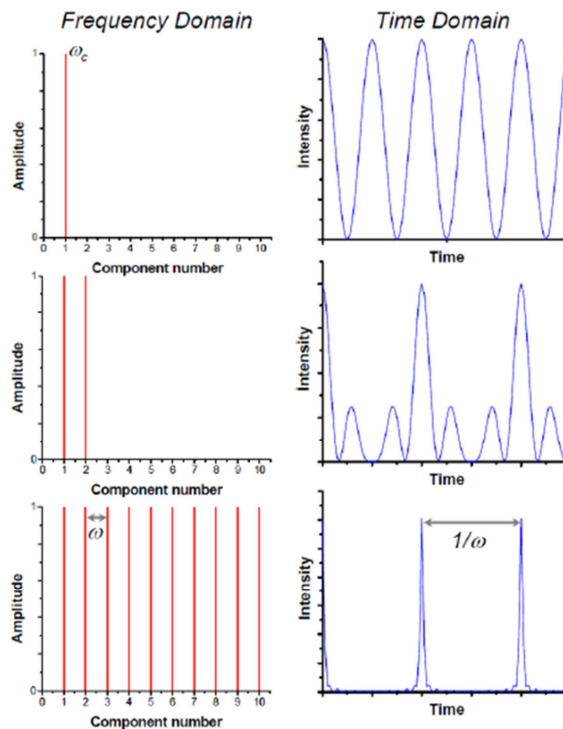 Frequency Domain
Time Domain
ω_c
1
Amplitude
0
0 1 2 3 4 5 6 7 8 9 10
Component number
Intensity
Time
1
Amplitude
0
0 1 2 3 4 5 6 7 8 9 10
Component number
Intensity
Time
1
ω
Amplitude
0
0 1 2 3 4 5 6 7 8 9 10
Component number
1/ω
Intensity
Time